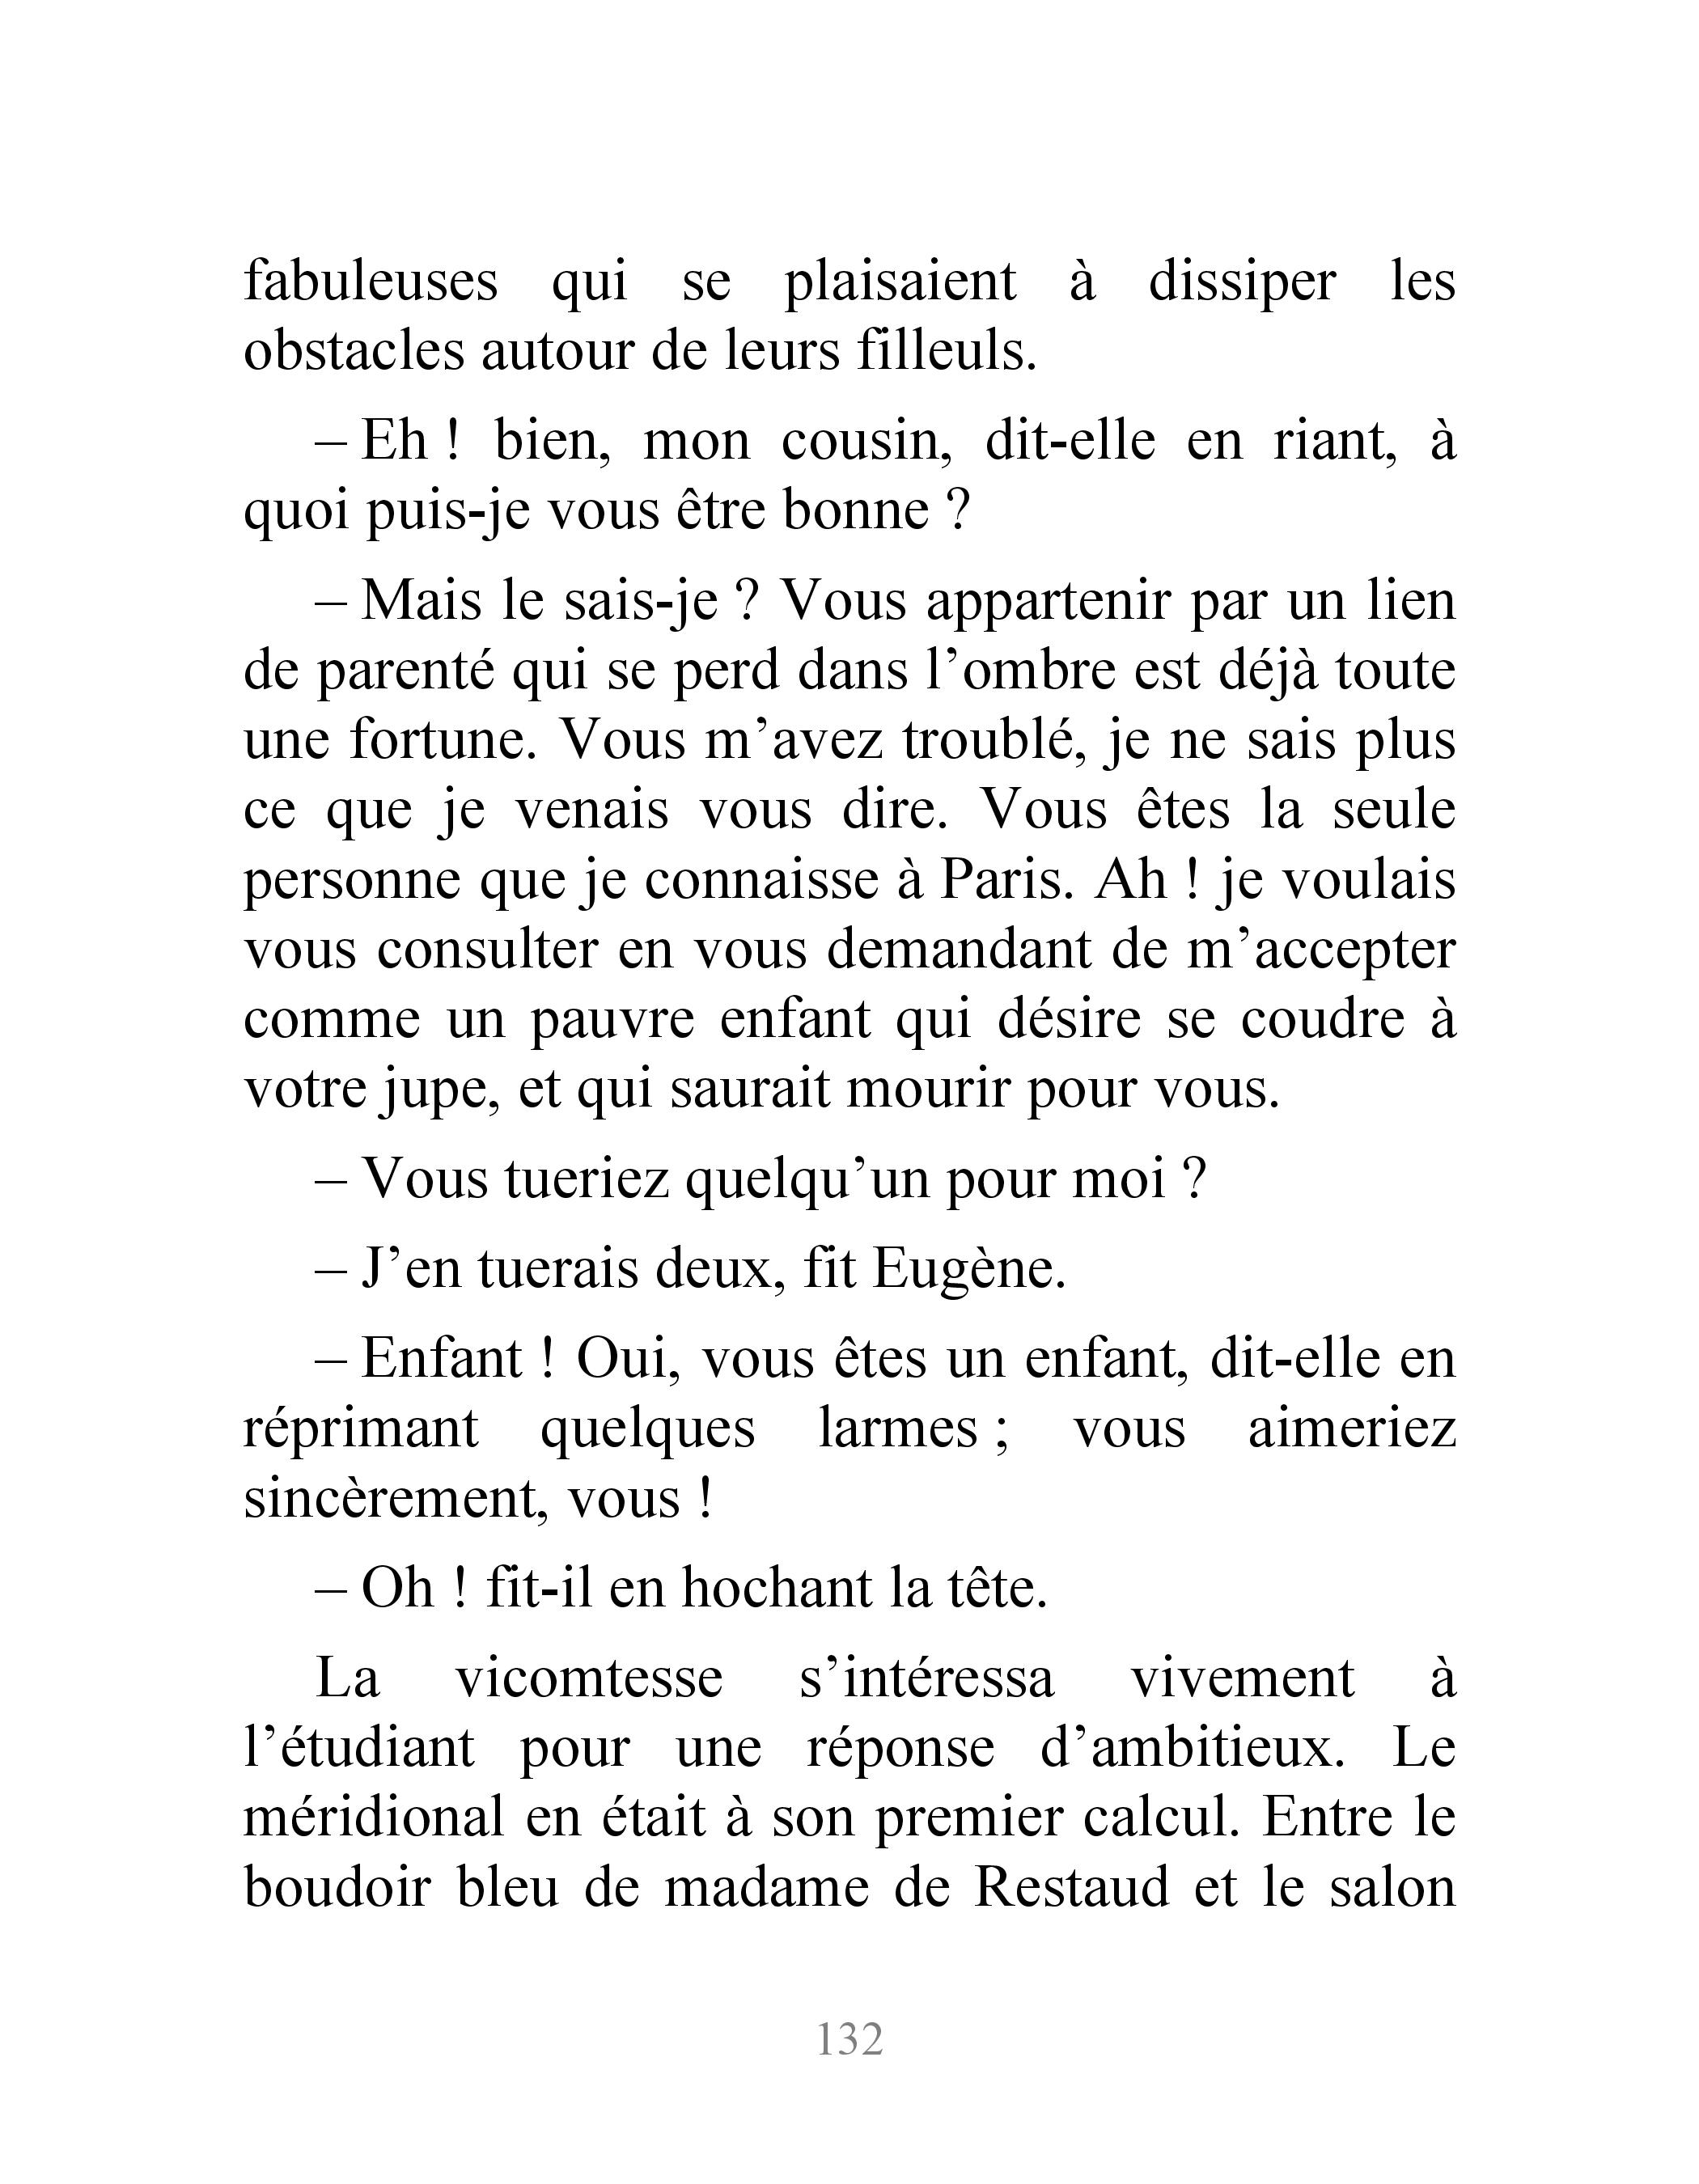 fabuleuses qui se plaisaient à dissiper les
obstacles autour de leurs filleuls.
– Eh ! bien, mon cousin, dit-elle en riant, à
quoi puis-je vous être bonne ?
– Mais le sais-je ? Vous appartenir par un lien
de parenté qui se perd dans l’ombre est déjà toute
une fortune. Vous m’avez troublé, je ne sais plus
ce que je venais vous dire. Vous êtes la seule
personne que je connaisse à Paris. Ah ! je voulais
vous consulter en vous demandant de m’accepter
comme un pauvre enfant qui désire se coudre à
votre jupe, et qui saurait mourir pour vous.
– Vous tueriez quelqu’un pour moi ?
– J’en tuerais deux, fit Eugène.
– Enfant ! Oui, vous êtes un enfant, dit-elle en
réprimant quelques larmes ; vous aimeriez
sincèrement, vous !
– Oh ! fit-il en hochant la tête.
La vicomtesse s’intéressa vivement à
l’étudiant pour une réponse d’ambitieux. Le
méridional en était à son premier calcul. Entre le
boudoir bleu de madame de Restaud et le salon
132